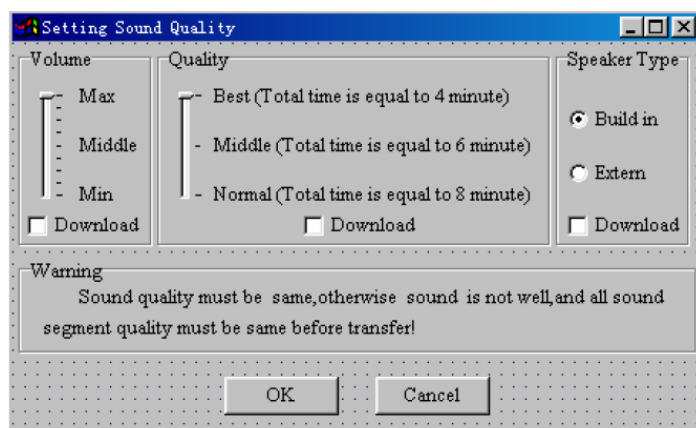 Setting Sound Quality
Volume
Max
Middle
Min
Download
Quality
Best (Total time is equal to 4 minute)
Middle (Total time is equal to 6 minute)
Normal (Total time is equal to 8 minute)
Download
Speaker Type
Build in
Extern
Download
Warning
Sound quality must be same,otherwise sound is not well,and all sound
segment quality must be same before transfer!
OK
Cancel